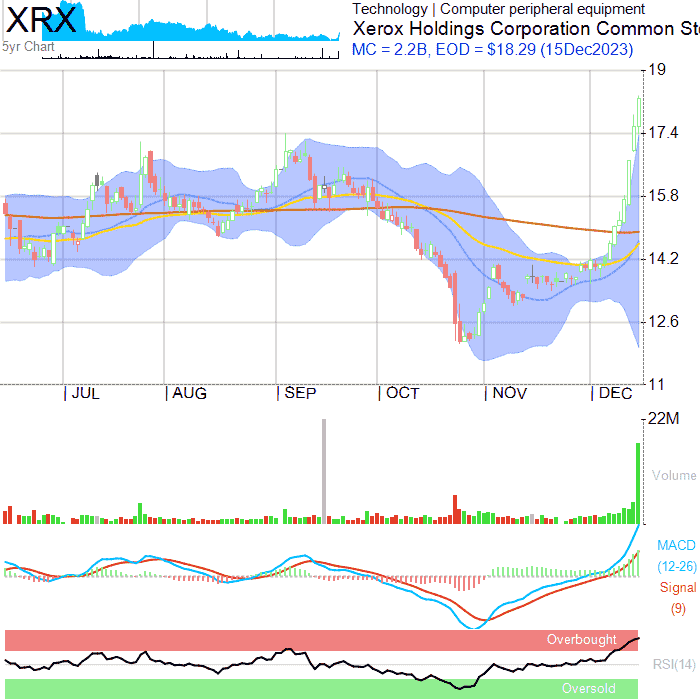 XRX
5yr Chart
Technology | Computer peripheral equipment
Xerox Holdings Corporation Common Sto
MC = 2.2B, EOD = $18.29 (15Dec2023)
19
17.4
15.8
14.2
12.6
11
| JUL | AUG | SEP | OCT | NOV | DEC
22M
Volume
MACD
(12-26)
Signal
(9)
Overbought
RSI(14)
Oversold